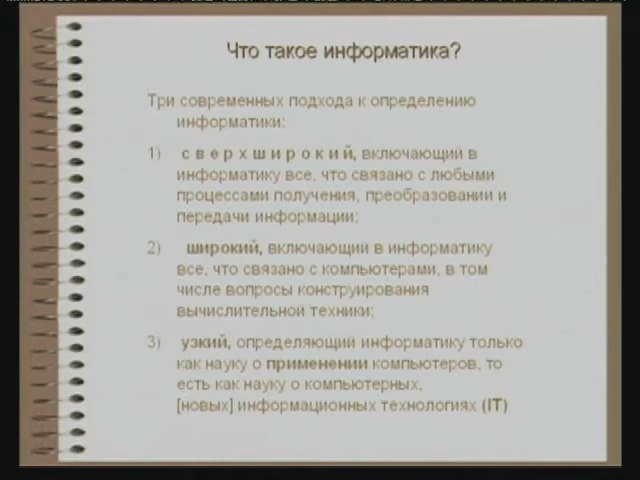 Что такое информатика?
Три современных подхода к определению
информатики:
1) с в е р х ш и р о к и й, включающий в
информатику все, что связано с любыми
процессами получения, преобразовании и
передачи информации;
2) широкий, включающий в информатику
все, что связано с компьютерами, в том
числе вопросы конструирования
вычислительной техники;
3) узкий, определяющий информатику только
как науку о применении компьютеров, то
есть как науку о компьютерных,
[новых] информационных технологиях (IT)